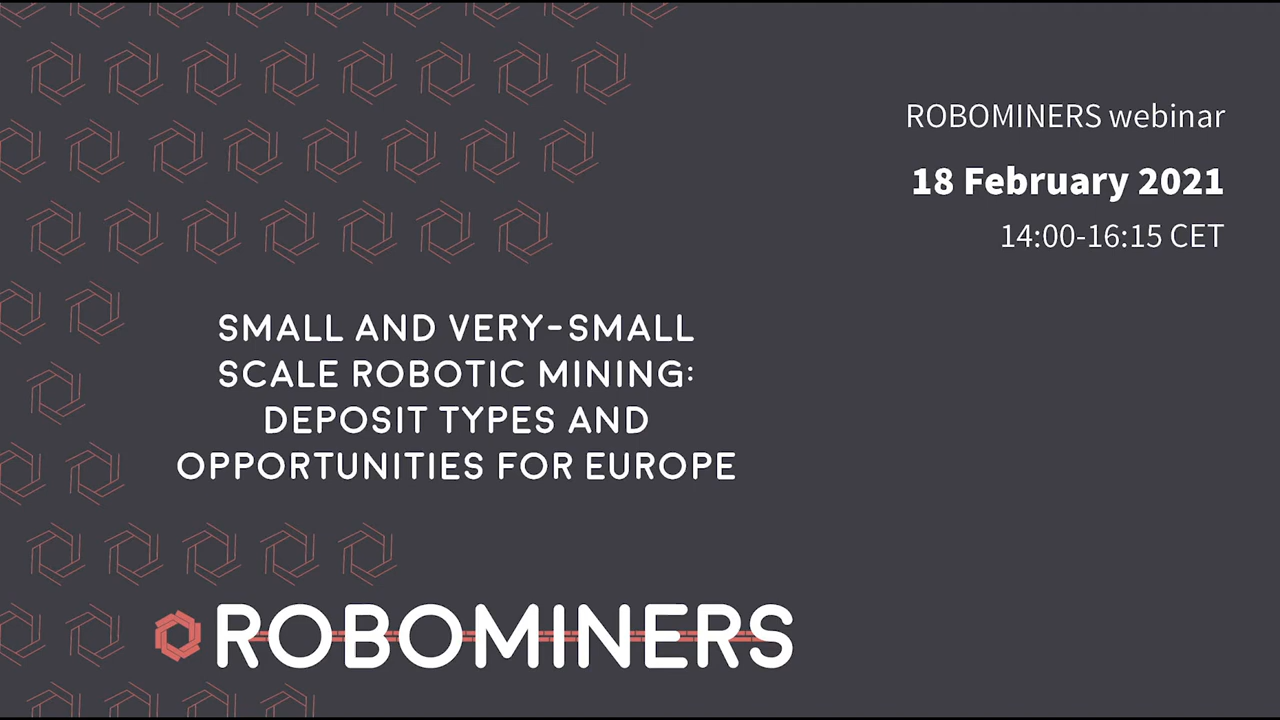 ROBOMINERS webinar
18 February 2021
14:00-16:15 CET
SMALL AND VERY-SMALL
SCALE ROBOTIC MINING:
DEPOSIT TYPES AND
OPPORTUNITIES FOR EUROPE
ROBOMINERS